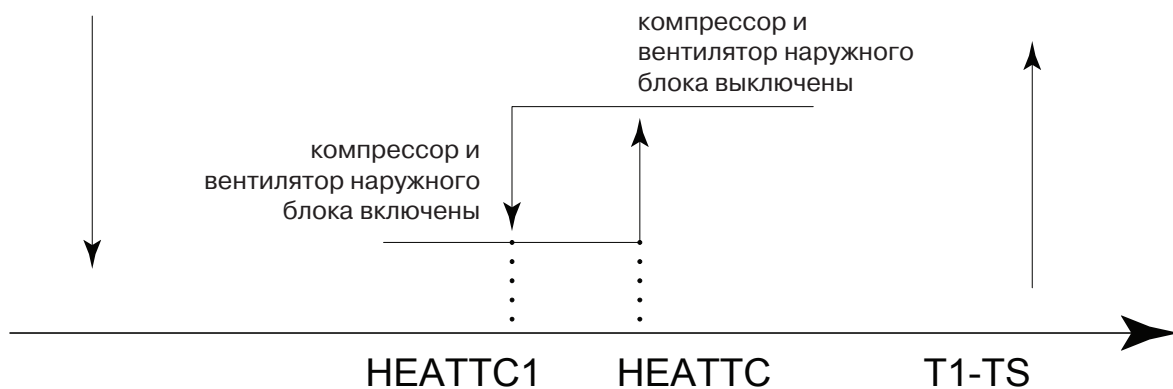 компрессор и
вентилятор наружного
блока выключены
компрессор и
вентилятор наружного
блока включены
HEATTC1 HEATTC T1-TS